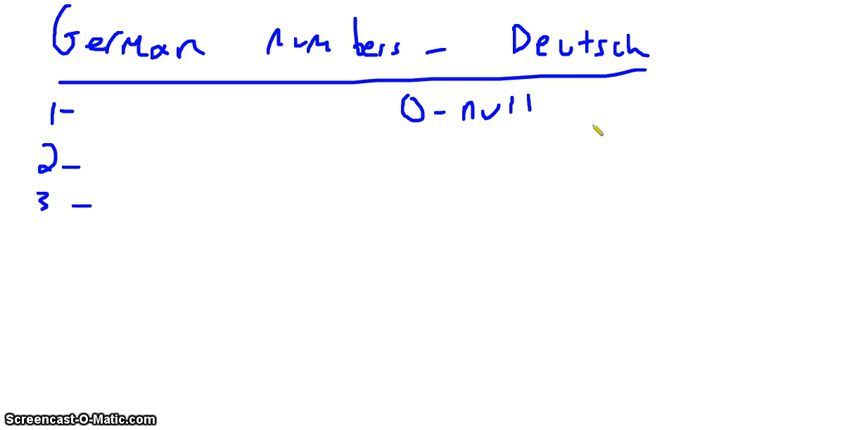 German numbers - Deutsch
1- 0 - null
2-
3 -
Screencast-O-Matic.com